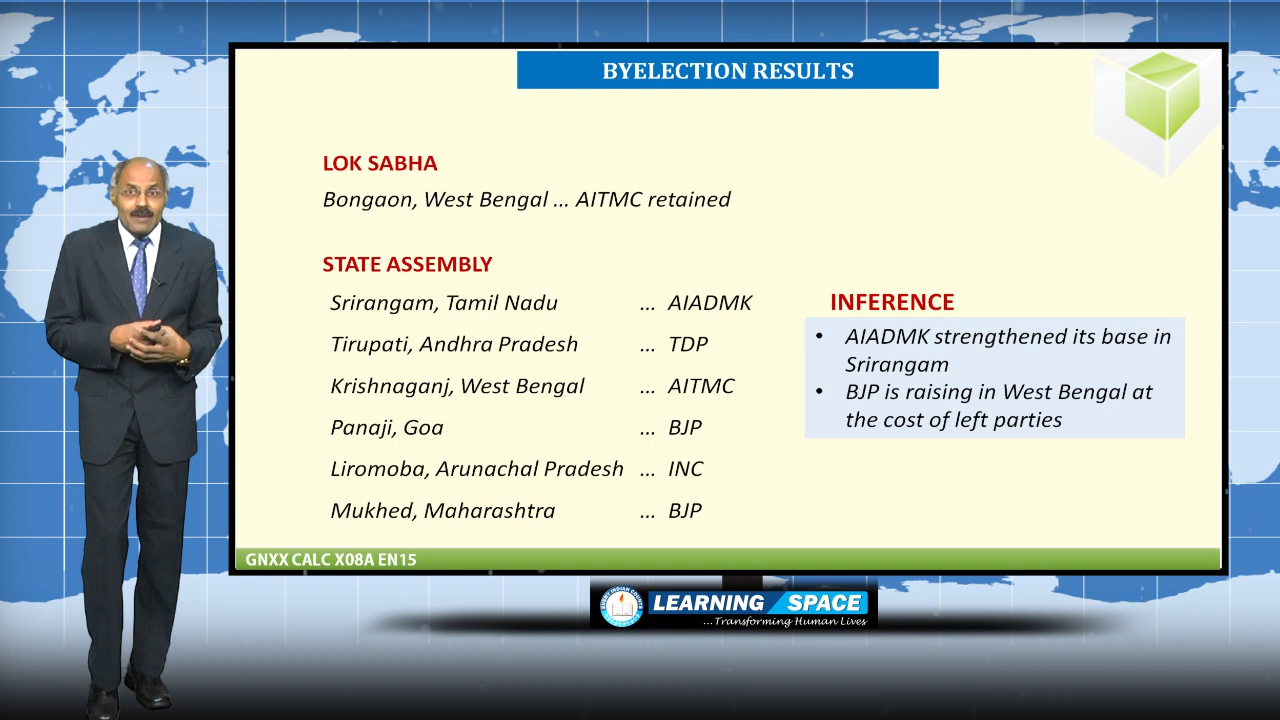 BYELECTION RESULTS
LOK SABHA
Bongaon, West Bengal ... AITMC retained
STATE ASSEMBLY
Srirangam, Tamil Nadu ... AIADMK
Tirupati, Andhra Pradesh ... TDP
Krishnaganj, West Bengal ... AITMC
Panaji, Goa ... BJP
Liromoba, Arunachal Pradesh ... INC
Mukhed, Maharashtra ... BJP
INFERENCE
• AIADMK strengthened its base in
Srirangam
• BJP is raising in West Bengal at
the cost of left parties
GNXX CALC X08A EN15
LEARNING SPACE
...Transforming Human Lives